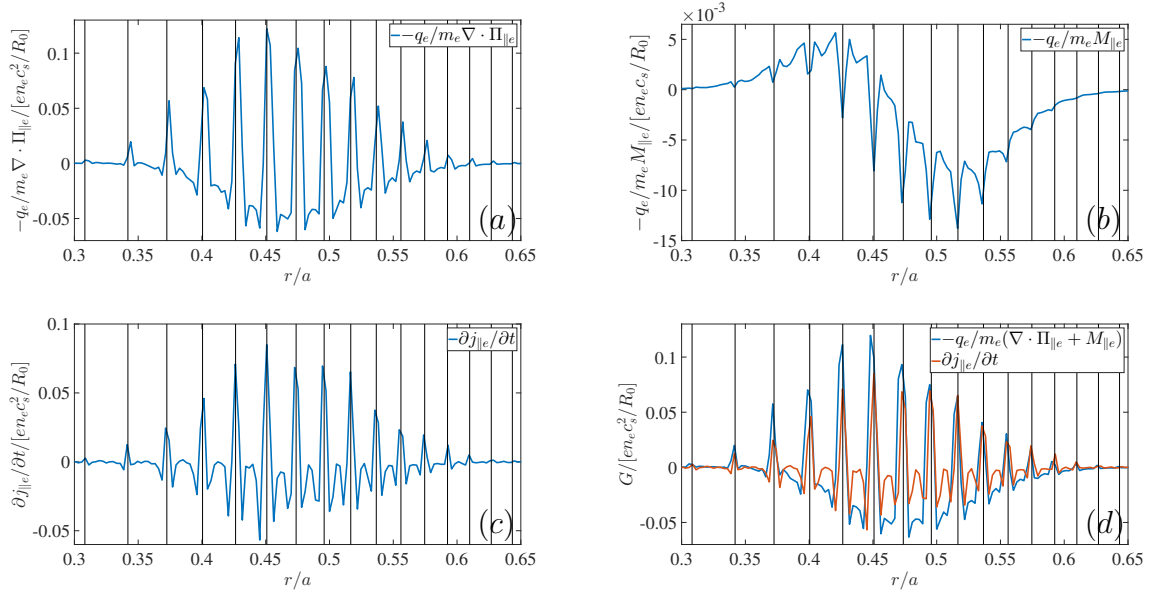 −q_e/m_e∇ · Π_∥e/[en_e c_s²/R_0]
0.1
0.05
0
-0.05
−q_e/m_e∇ · Π_∥e
(a)
0.3 0.35 0.4 0.45 0.5 0.55 0.6 0.65
r/a
−q_e/m_e M_∥e/[en_e c_s/R_0]
×10⁻³
5
0
-5
-10
-15
−q_e/m_e M_∥e
(b)
0.3 0.35 0.4 0.45 0.5 0.55 0.6 0.65
r/a
∂j_∥e/∂t/[en_e c_s²/R_0]
0.1
0.05
0
-0.05
∂j_∥e/∂t
(c)
0.3 0.35 0.4 0.45 0.5 0.55 0.6 0.65
r/a
G/[en_e c_s²/R_0]
0.1
0.05
0
-0.05
−q_e/m_e(∇ · Π_∥e + M_∥e)
∂j_∥e/∂t
(d)
0.3 0.35 0.4 0.45 0.5 0.55 0.6 0.65
r/a